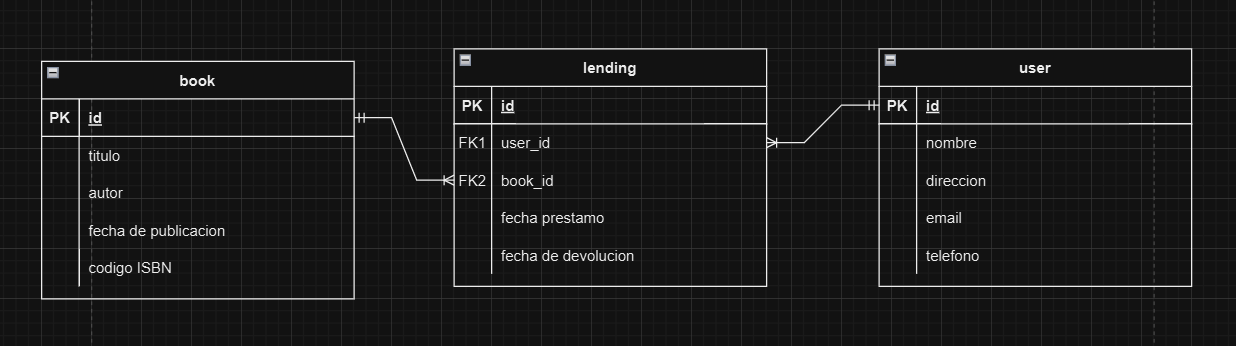 book
PK id
titulo
autor
fecha de publicacion
codigo ISBN
lending
PK id
FK1 user_id
FK2 book_id
fecha prestamo
fecha de devolucion
user
PK id
nombre
direccion
email
telefono